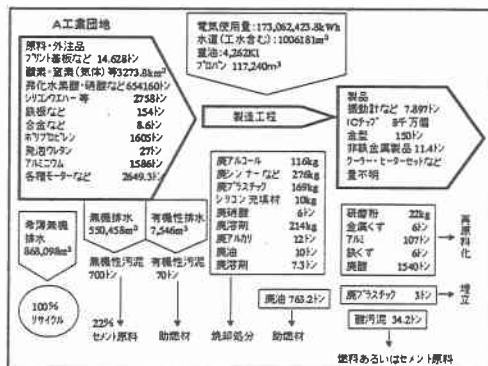 A工業団地
電気使用量:173,062,423.8kWh
水道(工水含む):1006181m³
重油:4,262Kl
プロパン 117,240m³
原料・外注品
プリント基板など 14.628トン
酸素・窒素(気体)等3273.8km³
弗化水素酸・硝酸など654160トン
シリコンウエハー等 2758トン
鉄板など 154トン
合金など 8.6トン
ポリプロピレン 1605トン
発泡ウレタン 27トン
アルミニウム 1586トン
各種モーターなど 2649.3トン
製造工程
製品
振動計など 7.897トン
ICチップ 8千万個
金型 150トン
非鉄金属製品 11.4トン
クーラー・ヒーターセットなど
量不明
希薄無機
排水
868,098m³
100%
リサイクル
無機排水
550,458m³
無機性汚泥
700トン
22%
セメント原料
有機性排水
7,546m³
有機性汚泥
70トン
助燃材
廃アルコール 116kg
廃シンナーなど 276kg
廃プラスチック 169kg
シリコン充填材 10kg
廃硝酸 6トン
廃溶剤 214kg
廃アルカリ 12トン
廃油 10トン
廃溶剤 7.3トン
焼却処分
廃油 763.2トン
助燃材
研磨粉 22kg
金属くず 6トン
アルミ 107トン
鉄くず 6トン
廃酸 1540トン
再原料化
廃プラスチック 3トン
埋立
酸汚泥 34.2トン
燃料あるいはセメント原料